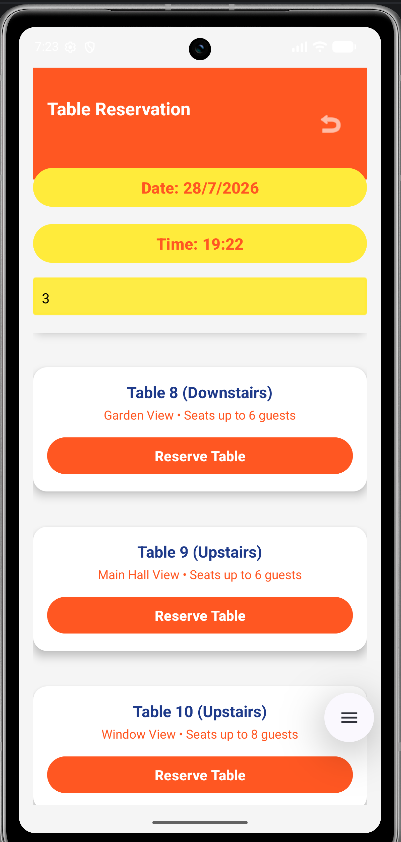 7:23
Table Reservation
Date: 28/7/2026
Time: 19:22
3
Table 8 (Downstairs)
Garden View • Seats up to 6 guests
Reserve Table
Table 9 (Upstairs)
Main Hall View • Seats up to 6 guests
Reserve Table
Table 10 (Upstairs)
Window View • Seats up to 8 guests
Reserve Table